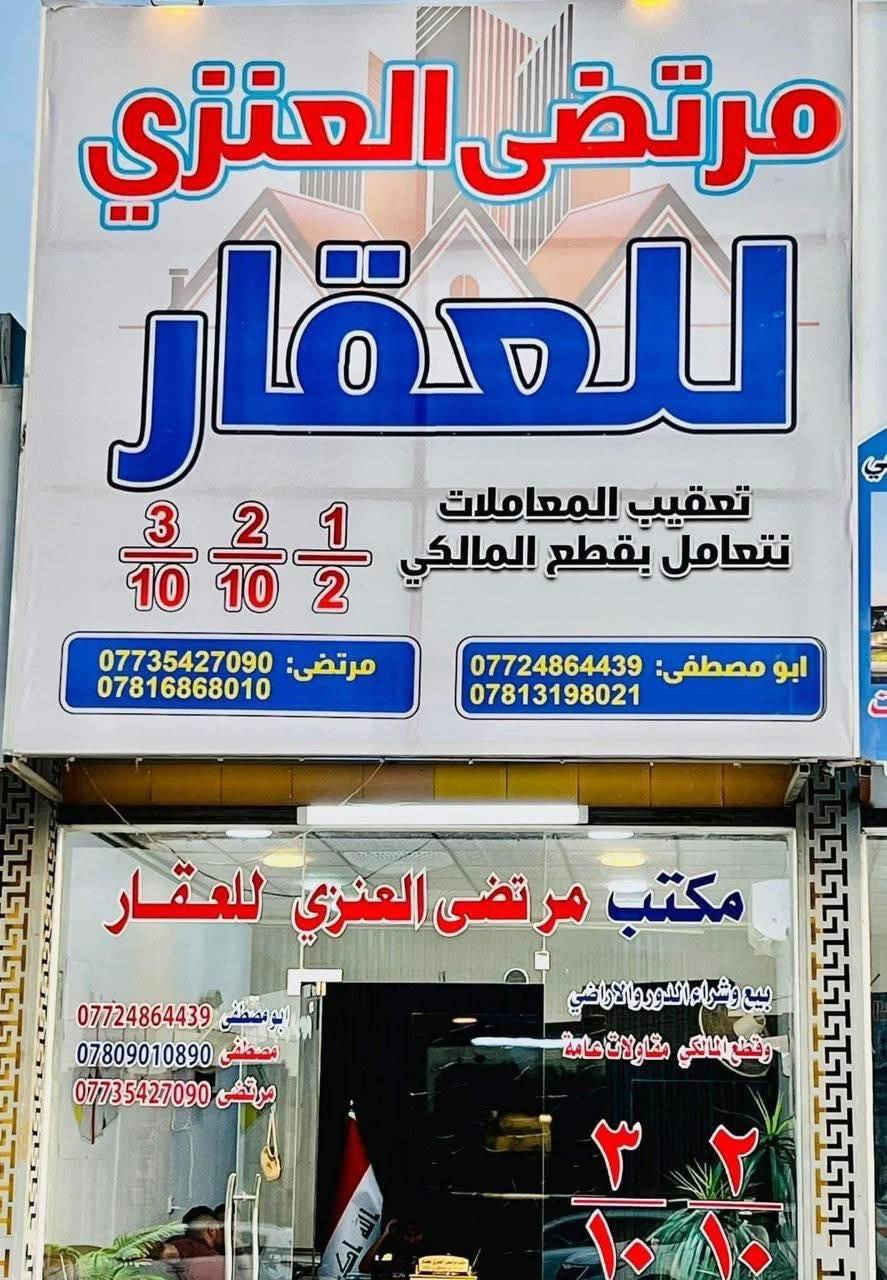 مرتضى العنزي
للعقار
تعقيب المعاملات
نتعامل بقطع المالكي
1/2 2/10 3/10
ابو مصطفى: 07724864439
07813198021
مرتضى: 07735427090
07816868010
مكتب مرتضى العنزي للعقار
بيع وشراء الدور والاراضي
وقطع المالكي مقاولات عامة
٢/١٠ ٣/١٠
ابو مصطفى 07724864439
مصطفى 07809010890
مرتضى 07735427090
الله اكبر